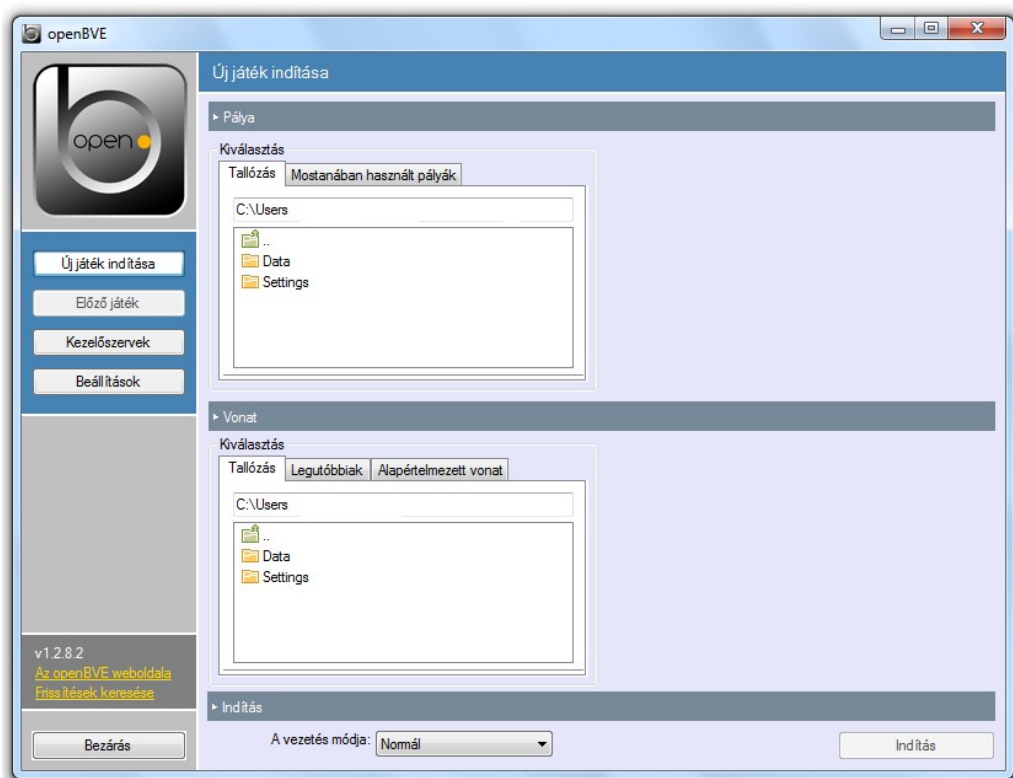 openBVE
open
Új játék indítása
Előző játék
Kezelőszervek
Beállítások
v1.2.8.2
Az openBVE weboldala
Frissítések keresése
Bezárás
Új játék indítása
Pálya
Kiválasztás
Tallózás Mostanában használt pályák
C:\Users
..
Data
Settings
Vonat
Kiválasztás
Tallózás Legutóbbiak Alapértelmezett vonat
C:\Users
..
Data
Settings
Indítás
A vezetés módja: Normál Indítás